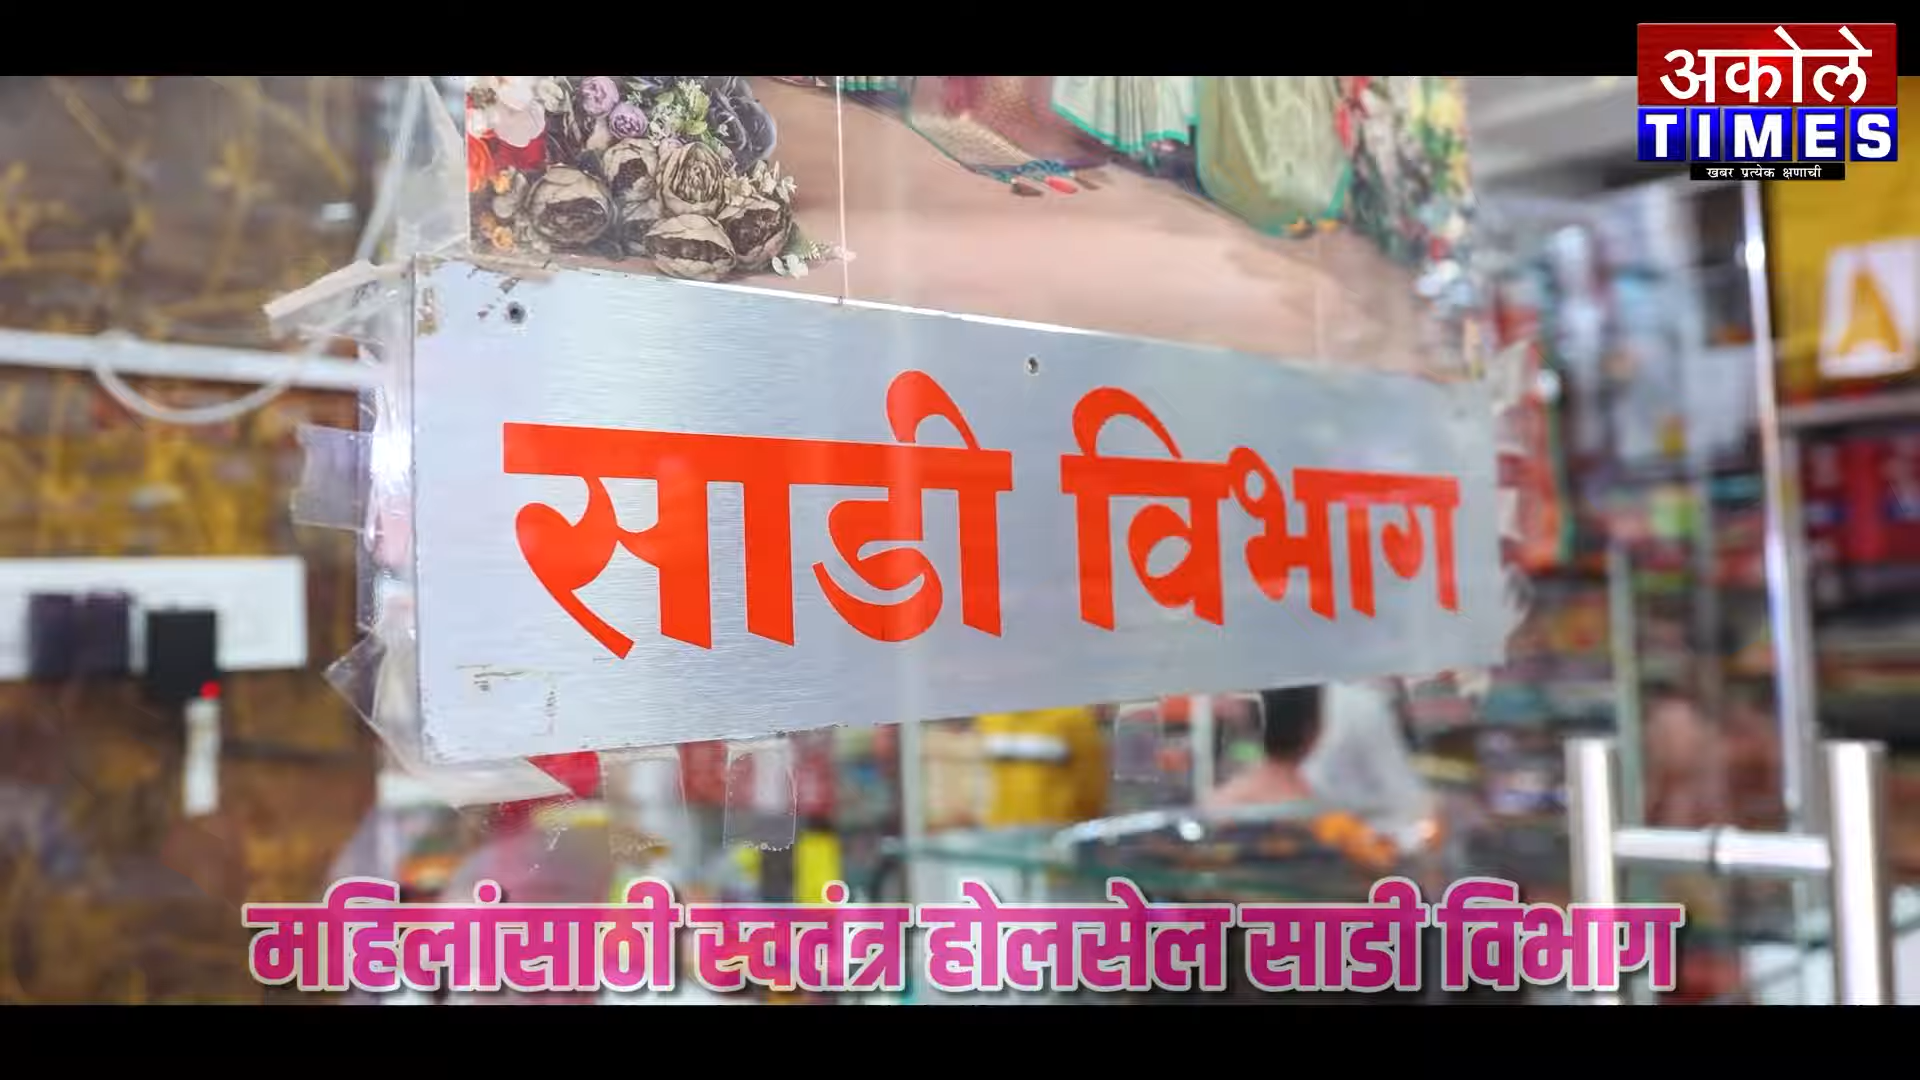 अकोले
TIMES
खबर प्रत्येक क्षणाची
साडी विभाग
महिलांसाठी स्वतंत्र होलसेल साडी विभाग